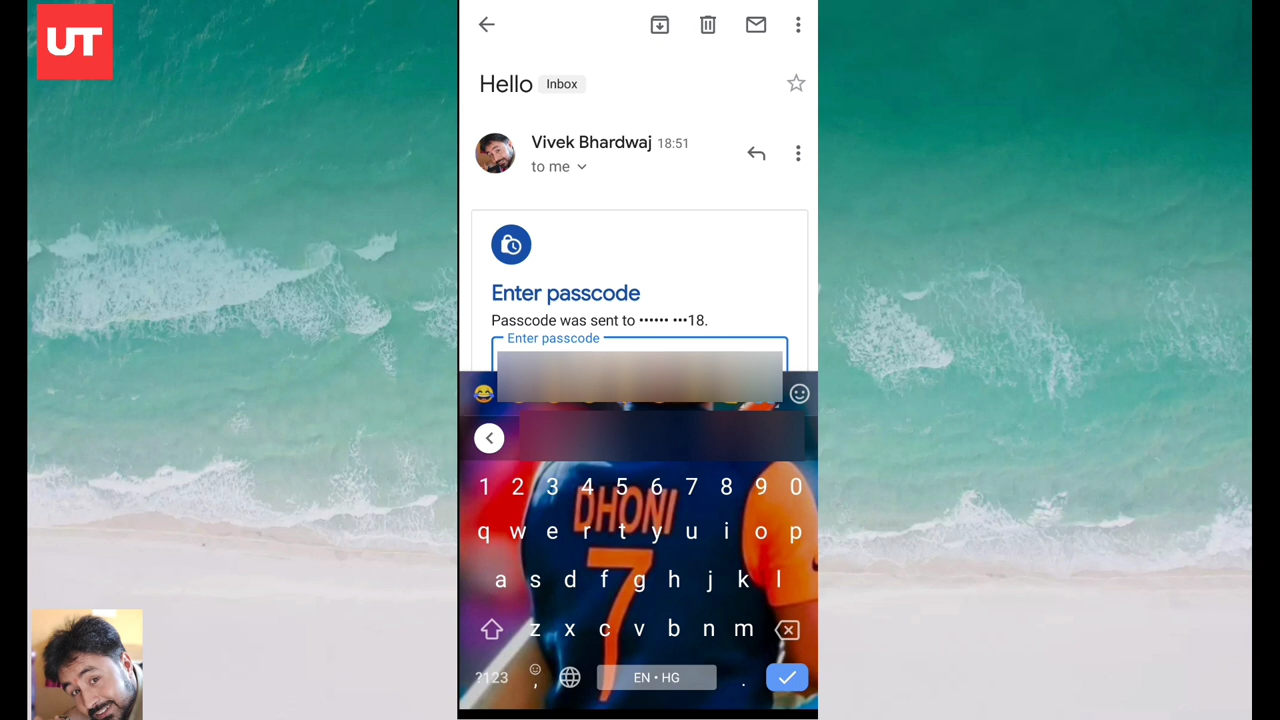 UT
Hello Inbox
Vivek Bhardwaj 18:51
to me
Enter passcode
Passcode was sent to •••••• •••18.
Enter passcode
1 2 3 4 5 6 7 8 9 0
DHONI
q w e r t y u i o p
7
a s d f g h j k l
z x c v b n m
?123 , EN • HG .